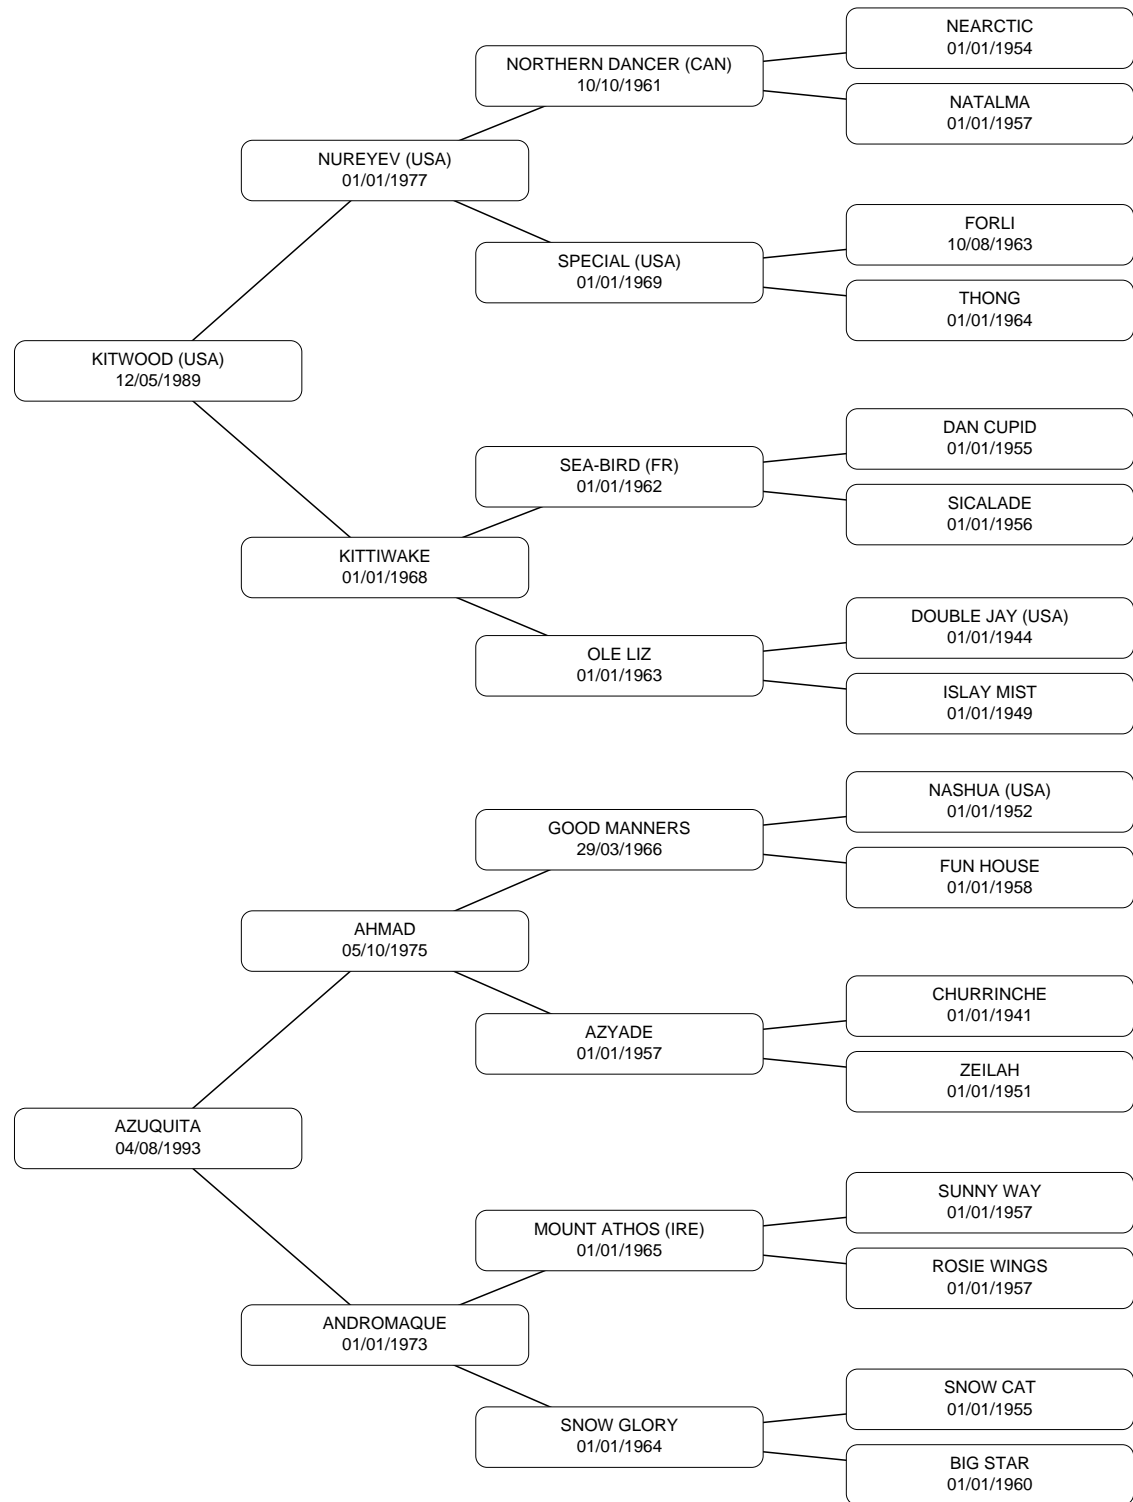 NEARCTIC
01/01/1954
NORTHERN DANCER (CAN)
10/10/1961
NATALMA
01/01/1957
NUREYEV (USA)
01/01/1977
FORLI
10/08/1963
SPECIAL (USA)
01/01/1969
THONG
01/01/1964
KITWOOD (USA)
12/05/1989
DAN CUPID
01/01/1955
SEA-BIRD (FR)
01/01/1962
SICALADE
01/01/1956
KITTIWAKE
01/01/1968
DOUBLE JAY (USA)
01/01/1944
OLE LIZ
01/01/1963
ISLAY MIST
01/01/1949
NASHUA (USA)
01/01/1952
GOOD MANNERS
29/03/1966
FUN HOUSE
01/01/1958
AHMAD
05/10/1975
CHURRINCHE
01/01/1941
AZYADE
01/01/1957
ZEILAH
01/01/1951
AZUQUITA
04/08/1993
SUNNY WAY
01/01/1957
MOUNT ATHOS (IRE)
01/01/1965
ROSIE WINGS
01/01/1957
ANDROMAQUE
01/01/1973
SNOW CAT
01/01/1955
SNOW GLORY
01/01/1964
BIG STAR
01/01/1960